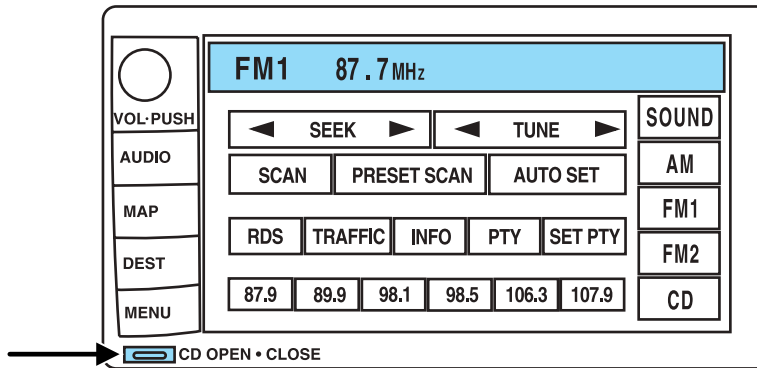 FM1 87.7 MHz
VOL·PUSH
AUDIO
MAP
DEST
MENU
SEEK TUNE
SCAN PRESET SCAN AUTO SET
RDS TRAFFIC INFO PTY SET PTY
87.9 89.9 98.1 98.5 106.3 107.9
SOUND
AM
FM1
FM2
CD
CD OPEN • CLOSE